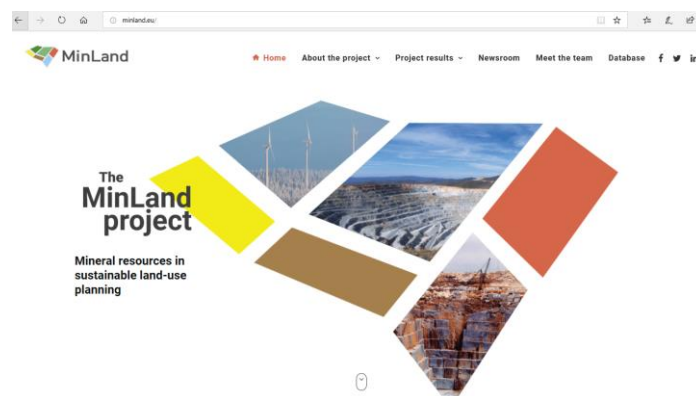 minland.eu/
MinLand
Home About the project Project results Newsroom Meet the team Database
The
MinLand
project
Mineral resources in
sustainable land-use
planning